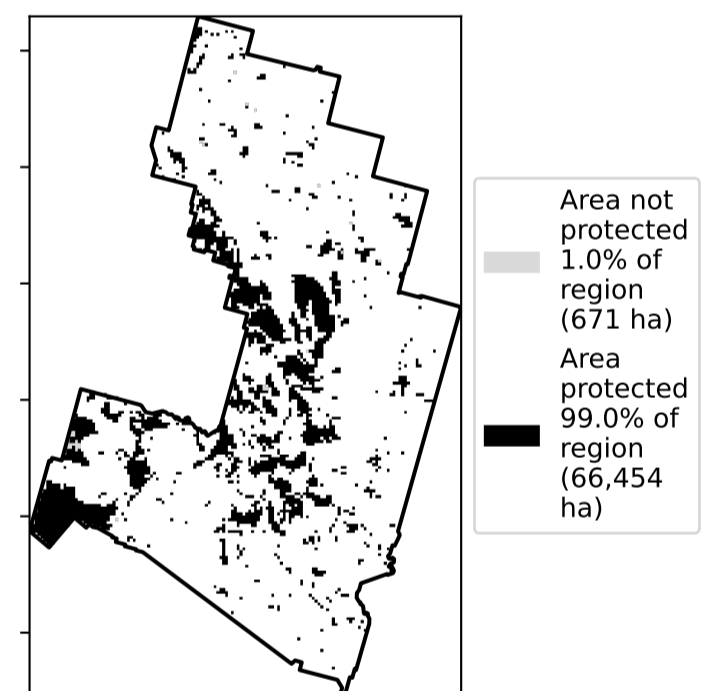 Area not
protected
1.0% of
region
(671 ha)
Area
protected
99.0% of
region
(66,454
ha)